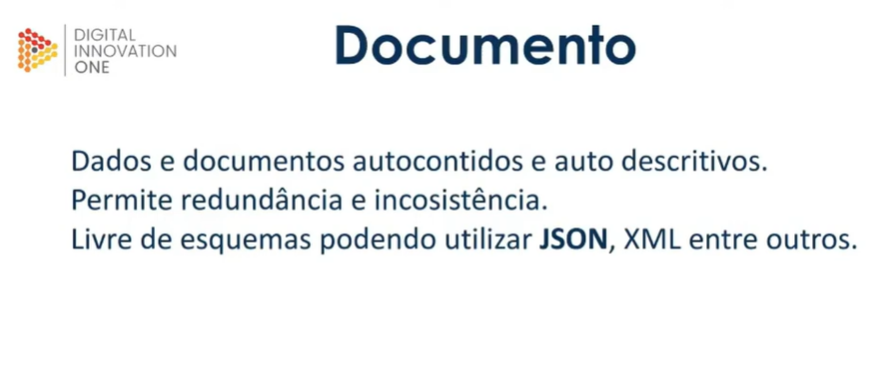 DIGITAL
INNOVATION
ONE
Documento
Dados e documentos autocontidos e auto descritivos.
Permite redundância e incosistência.
Livre de esquemas podendo utilizar JSON, XML entre outros.